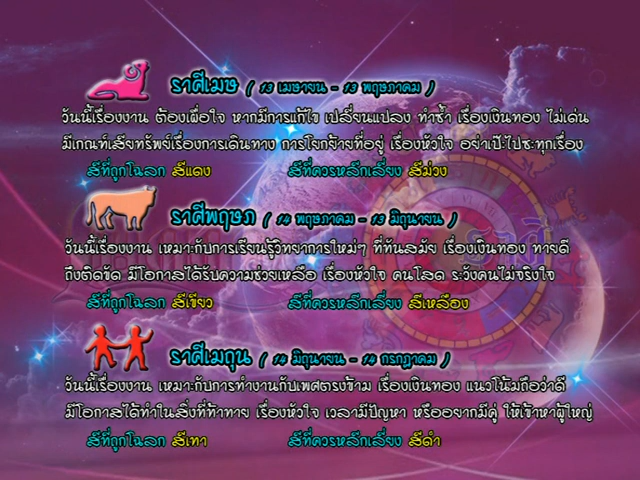 ราศีเมษ ( 13 เมษายน - 13 พฤษภาคม )
วันนี้เรื่องงาน ต้องเผื่อใจ หากมีการแก้ไข เปลี่ยนแปลง ทำซ้ำ เรื่องเงินทอง ไม่เด่น
มีเกณฑ์เสียทรัพย์เรื่องการเดินทาง การโยกย้ายที่อยู่ เรื่องหัวใจ อย่าเป๊ะไปซะทุกเรื่อง
สีที่ถูกโฉลก สีแดง สีที่ควรหลีกเลี่ยง สีม่วง
ราศีพฤษภ ( 14 พฤษภาคม - 13 มิถุนายน )
วันนี้เรื่องงาน เหมาะกับการเรียนรู้วิทยาการใหม่ๆ ที่ทันสมัย เรื่องเงินทอง ทายดี
ถึงติดขัด มีโอกาสได้รับความช่วยเหลือ เรื่องหัวใจ คนโสด ระวังคนไม่จริงใจ
สีที่ถูกโฉลก สีเขียว สีที่ควรหลีกเลี่ยง สีเหลือง
ราศีเมถุน ( 14 มิถุนายน - 14 กรกฎาคม )
วันนี้เรื่องงาน เหมาะกับการทำงานกับเพศตรงข้าม เรื่องเงินทอง แนวโน้มถือว่าดี
มีโอกาสได้ทำในสิ่งที่ท้าทาย เรื่องหัวใจ เวลามีปัญหา หรืออยากมีคู่ ให้เข้าหาผู้ใหญ่
สีที่ถูกโฉลก สีเทา สีที่ควรหลีกเลี่ยง สีดำ